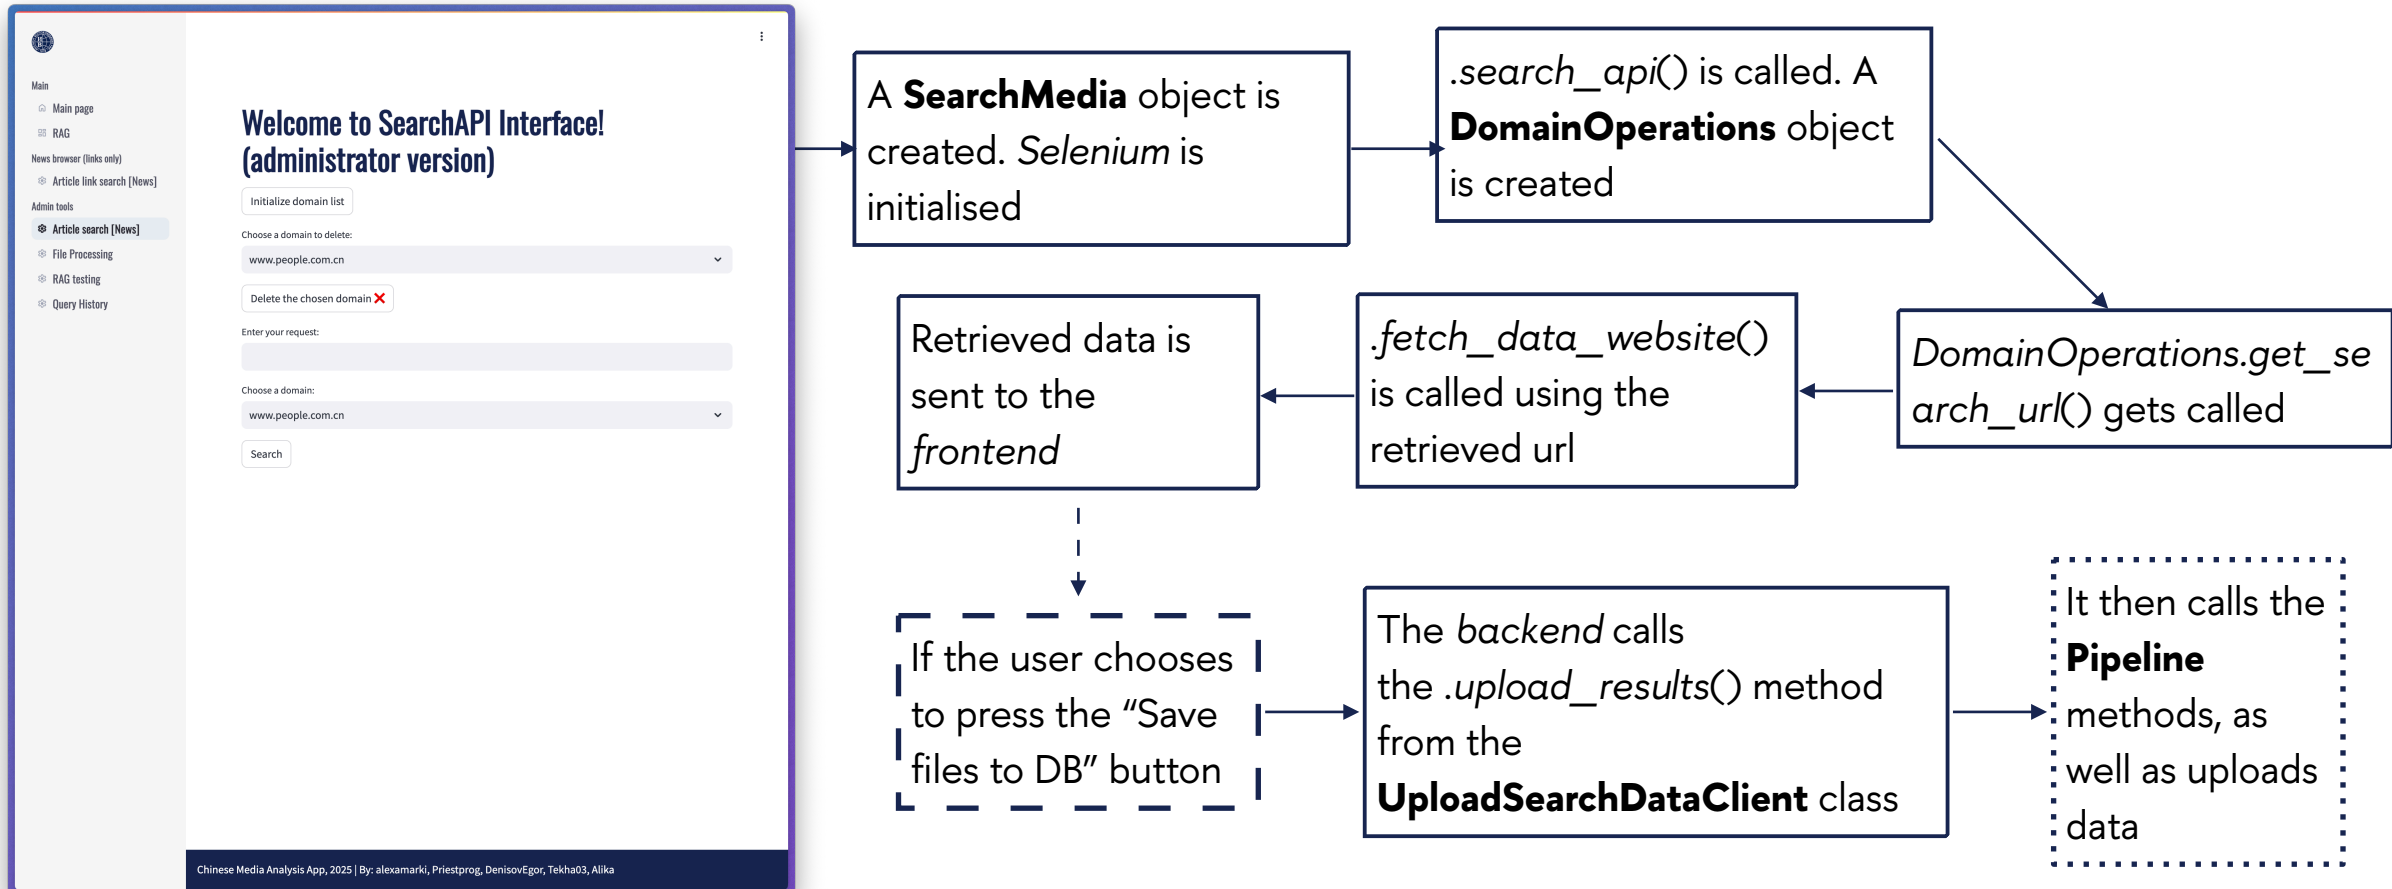 Main
Main page
RAG
News browser (links only)
Article link search [News]
Admin tools
Article search [News]
File Processing
RAG testing
Query History
Welcome to SearchAPI Interface!
(administrator version)
Initialize domain list
Choose a domain to delete:
www.people.com.cn
Delete the chosen domain ❌
Enter your request:
Choose a domain:
www.people.com.cn
Search
Chinese Media Analysis App, 2025 | By: alexamarki, Priestprog, DenisovEgor, Tekha03, Alika
A SearchMedia object is
created. Selenium is
initialised
.search_api() is called. A
DomainOperations object
is created
DomainOperations.get_se
arch_url() gets called
.fetch_data_website()
is called using the
retrieved url
Retrieved data is
sent to the
frontend
If the user chooses
to press the “Save
files to DB” button
The backend calls
the .upload_results() method
from the
UploadSearchDataClient class
It then calls the
Pipeline
methods, as
well as uploads
data